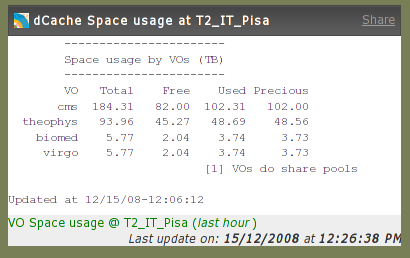 dCache Space usage at T2_IT_Pisa Share
------------------------
Space usage by VOs (TB)
------------------------
VO Total Free Used Precious
cms 184.31 82.00 102.31 102.00
theophys 93.96 45.27 48.69 48.56
biomed 5.77 2.04 3.74 3.73
virgo 5.77 2.04 3.74 3.73
[1] VOs do share pools
Updated at 12/15/08-12:06:12
VO Space usage @ T2_IT_Pisa (last hour )
Last update on: 15/12/2008 at 12:26:38 PM